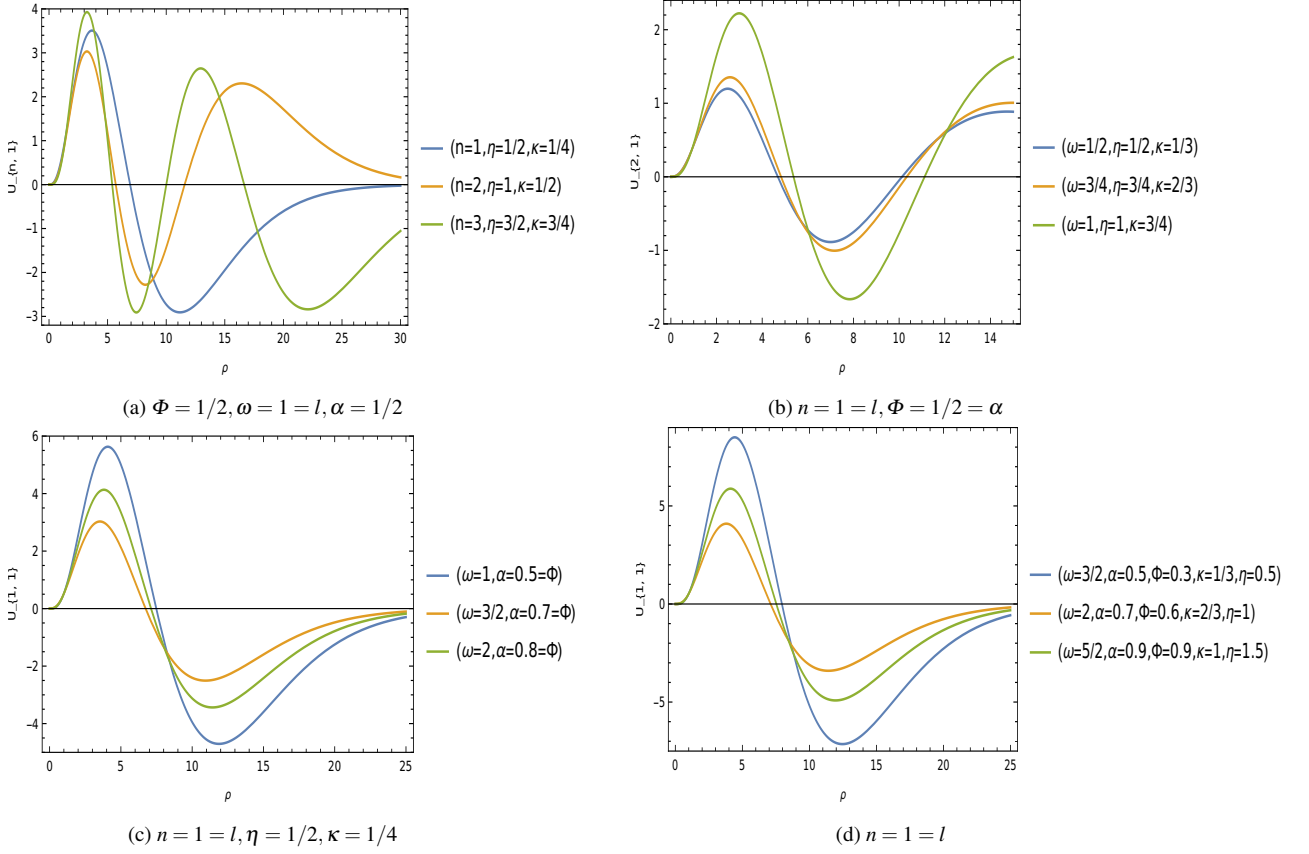 4
3
2
1
0
−1
−2
−3
U_{n, 1}
0 5 10 15 20 25 30
ρ
(n=1,η=1/2,κ=1/4)
(n=2,η=1,κ=1/2)
(n=3,η=3/2,κ=3/4)
(a) Φ = 1/2, ω = 1 = l, α = 1/2
2
1
0
−1
−2
U_{2, 1}
0 2 4 6 8 10 12 14
ρ
(ω=1/2,η=1/2,κ=1/3)
(ω=3/4,η=3/4,κ=2/3)
(ω=1,η=1,κ=3/4)
(b) n = 1 = l, Φ = 1/2 = α
6
4
2
0
−2
−4
U_{1, 1}
0 5 10 15 20 25
ρ
(ω=1,α=0.5=Φ)
(ω=3/2,α=0.7=Φ)
(ω=2,α=0.8=Φ)
(c) n = 1 = l, η = 1/2, κ = 1/4
5
0
−5
U_{1, 1}
0 5 10 15 20 25
ρ
(ω=3/2,α=0.5,Φ=0.3,κ=1/3,η=0.5)
(ω=2,α=0.7,Φ=0.6,κ=2/3,η=1)
(ω=5/2,α=0.9,Φ=0.9,κ=1,η=1.5)
(d) n = 1 = l